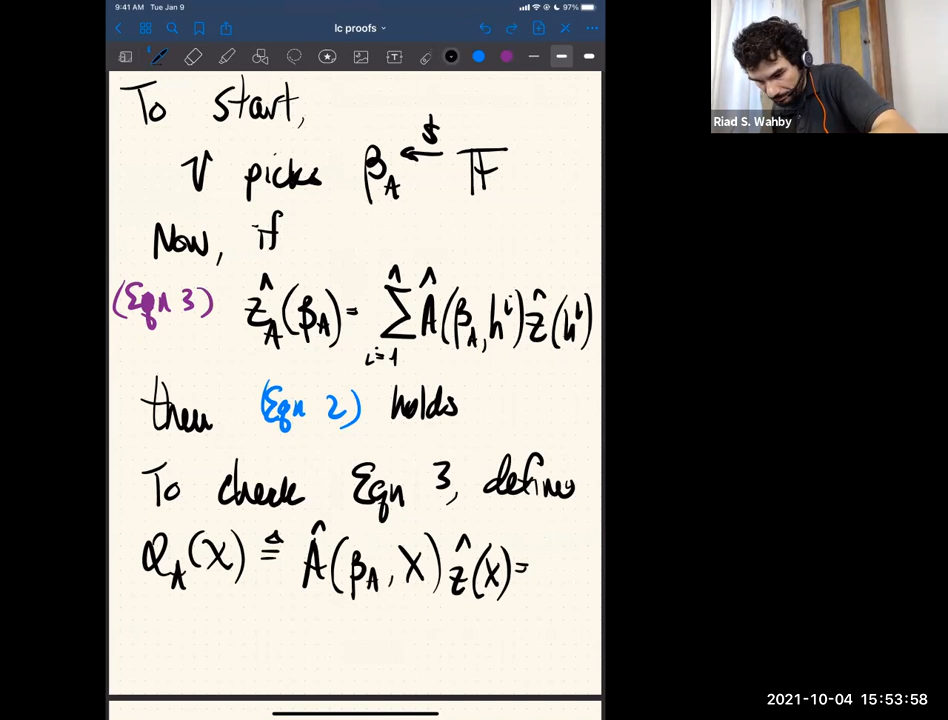 9:41 AM Tue Jan 9
97%
lc proofs
To start,
V picks β_A ←$ 𝔽
Now, if
(Eqn 3) ẑ_A(β_A) = ∑_{i=1}^{n} Â(β_A, h^i) ẑ(h^i)
then (Eqn 2) holds
To check Eqn 3, define
Q_A(X) ≜ Â(β_A, X) ẑ(X) =
Riad S. Wahby
2021-10-04 15:53:58